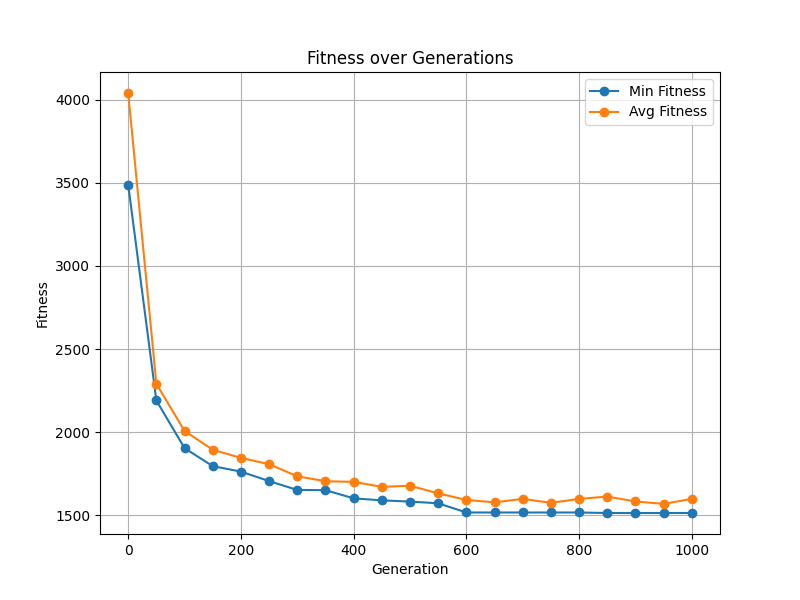 Fitness over Generations
Min Fitness
Avg Fitness
4000
3500
3000
2500
2000
1500
Fitness
0 200 400 600 800 1000
Generation